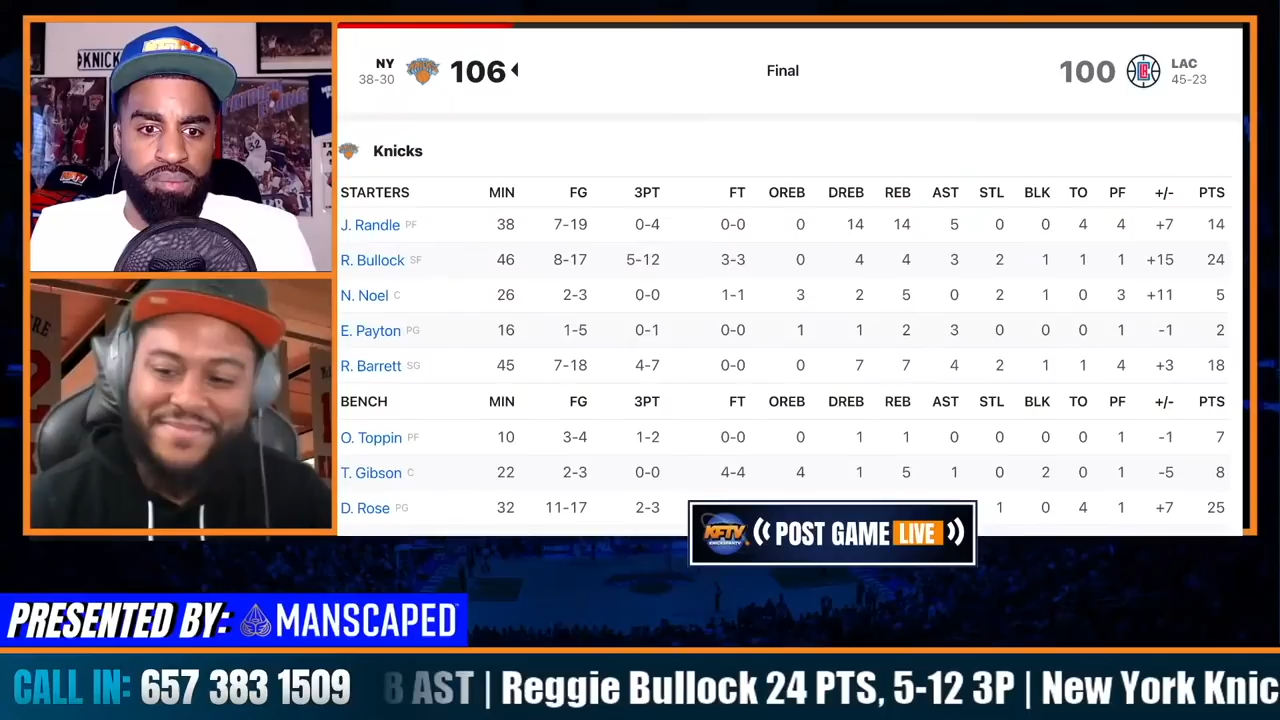 KNICK
NY 106 Final 100 LAC
38-30 45-23
Knicks
STARTERS MIN FG 3PT FT OREB DREB REB AST STL BLK TO PF +/- PTS
J. Randle PF 38 7-19 0-4 0-0 0 14 14 5 0 0 4 4 +7 14
R. Bullock SF 46 8-17 5-12 3-3 0 4 4 3 2 1 1 1 +15 24
N. Noel C 26 2-3 0-0 1-1 3 2 5 0 2 1 0 3 +11 5
E. Payton PG 16 1-5 0-1 0-0 1 1 2 3 0 0 0 1 -1 2
R. Barrett SG 45 7-18 4-7 0-0 0 7 7 4 2 1 1 4 +3 18
BENCH MIN FG 3PT FT OREB DREB REB AST STL BLK TO PF +/- PTS
O. Toppin PF 10 3-4 1-2 0-0 0 1 1 0 0 0 0 1 -1 7
T. Gibson C 22 2-3 0-0 4-4 4 1 5 1 0 2 0 1 -5 8
D. Rose PG 32 11-17 2-3 1 0 4 1 +7 25
KFTV POST GAME LIVE
PRESENTED BY: MANSCAPED
CALL IN: 657 383 1509 8 AST | Reggie Bullock 24 PTS, 5-12 3P | New York Knic